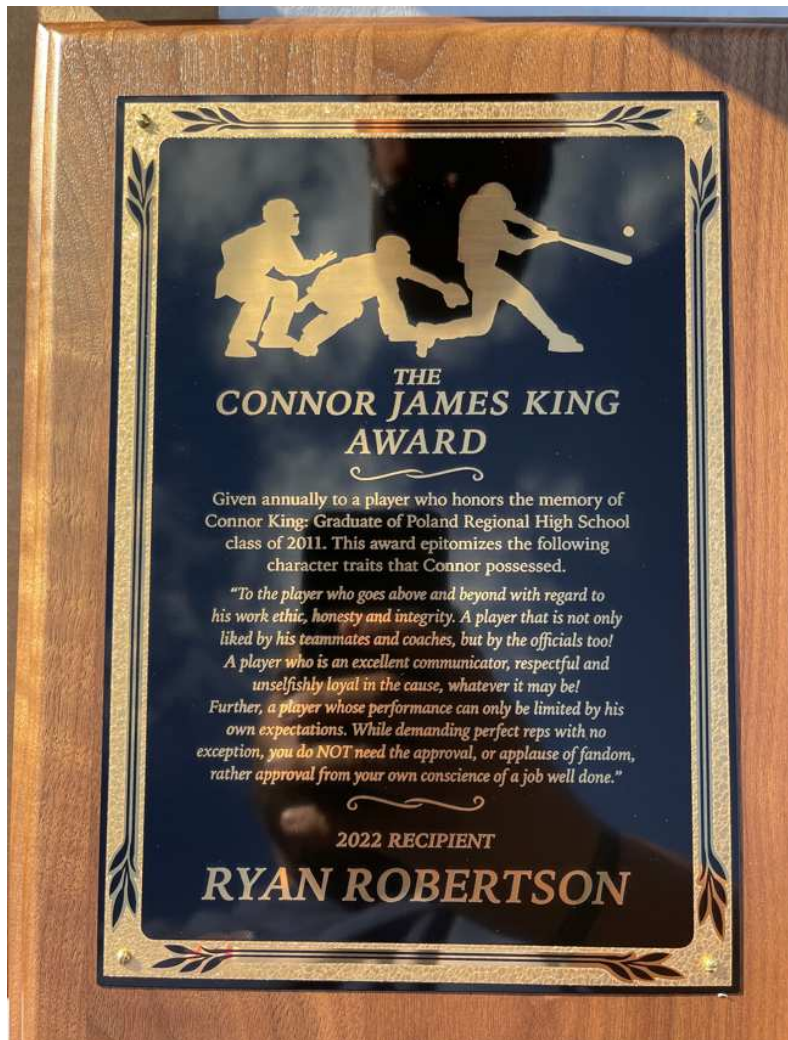 THE
CONNOR JAMES KING
AWARD
Given annually to a player who honors the memory of
Connor King: Graduate of Poland Regional High School
class of 2011. This award epitomizes the following
character traits that Connor possessed.
"To the player who goes above and beyond with regard to
his work ethic, honesty and integrity. A player that is not only
liked by his teammates and coaches, but by the officials too!
A player who is an excellent communicator, respectful and
unselfishly loyal in the cause, whatever it may be!
Further, a player whose performance can only be limited by his
own expectations. While demanding perfect reps with no
exception, you do NOT need the approval, or applause of fandom,
rather approval from your own conscience of a job well done."
2022 RECIPIENT
RYAN ROBERTSON